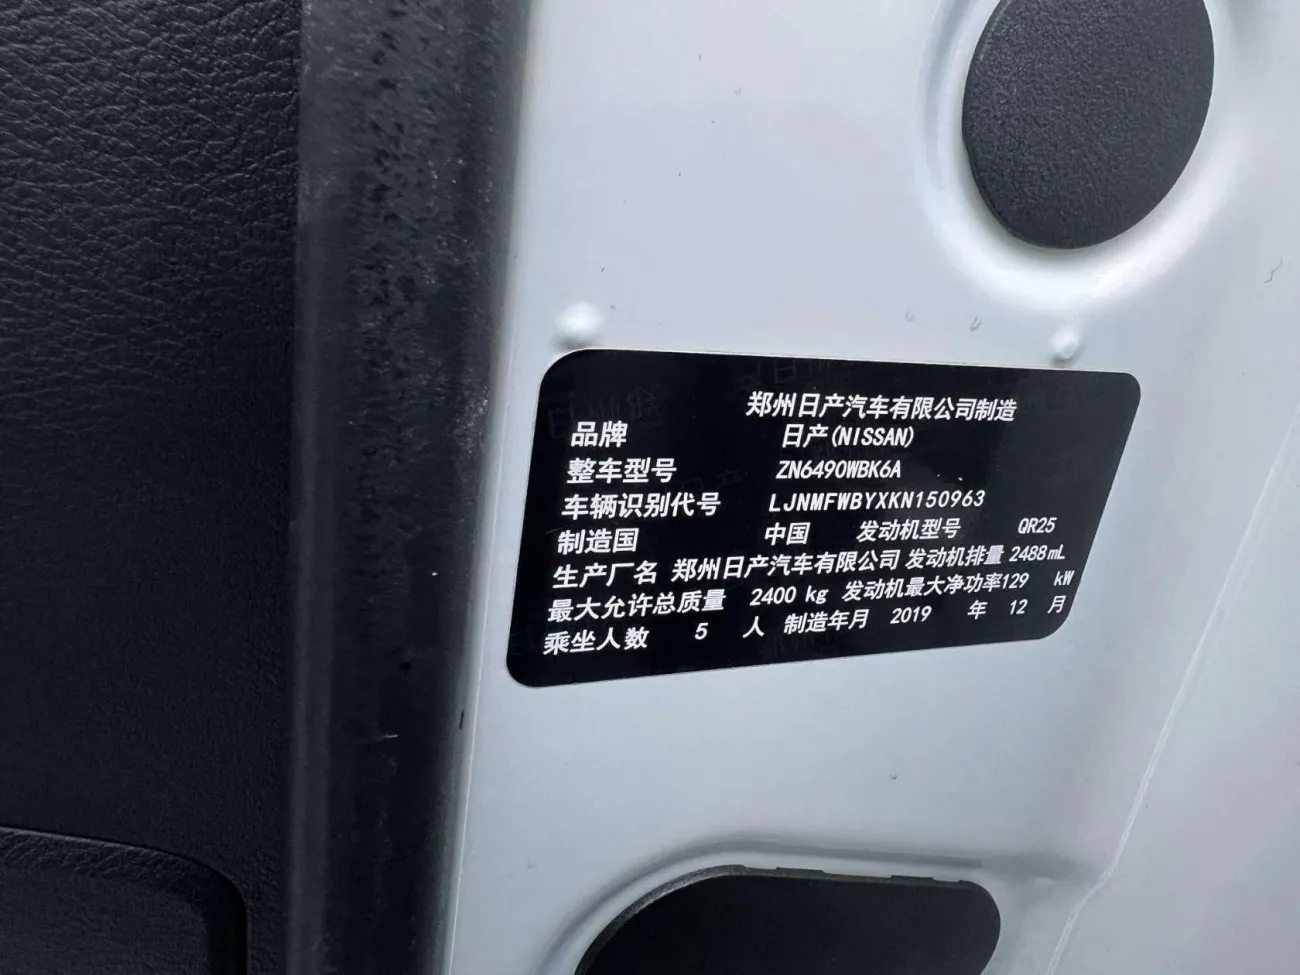 郑州日产汽车有限公司制造
品牌 日产(NISSAN)
整车型号 ZN6490WBK6A
车辆识别代号 LJNMFWBYXKN150963
制造国 中国 发动机型号 QR25
生产厂名 郑州日产汽车有限公司 发动机排量 2488mL
最大允许总质量 2400 kg 发动机最大净功率129 kW
乘坐人数 5 人 制造年月 2019 年 12 月